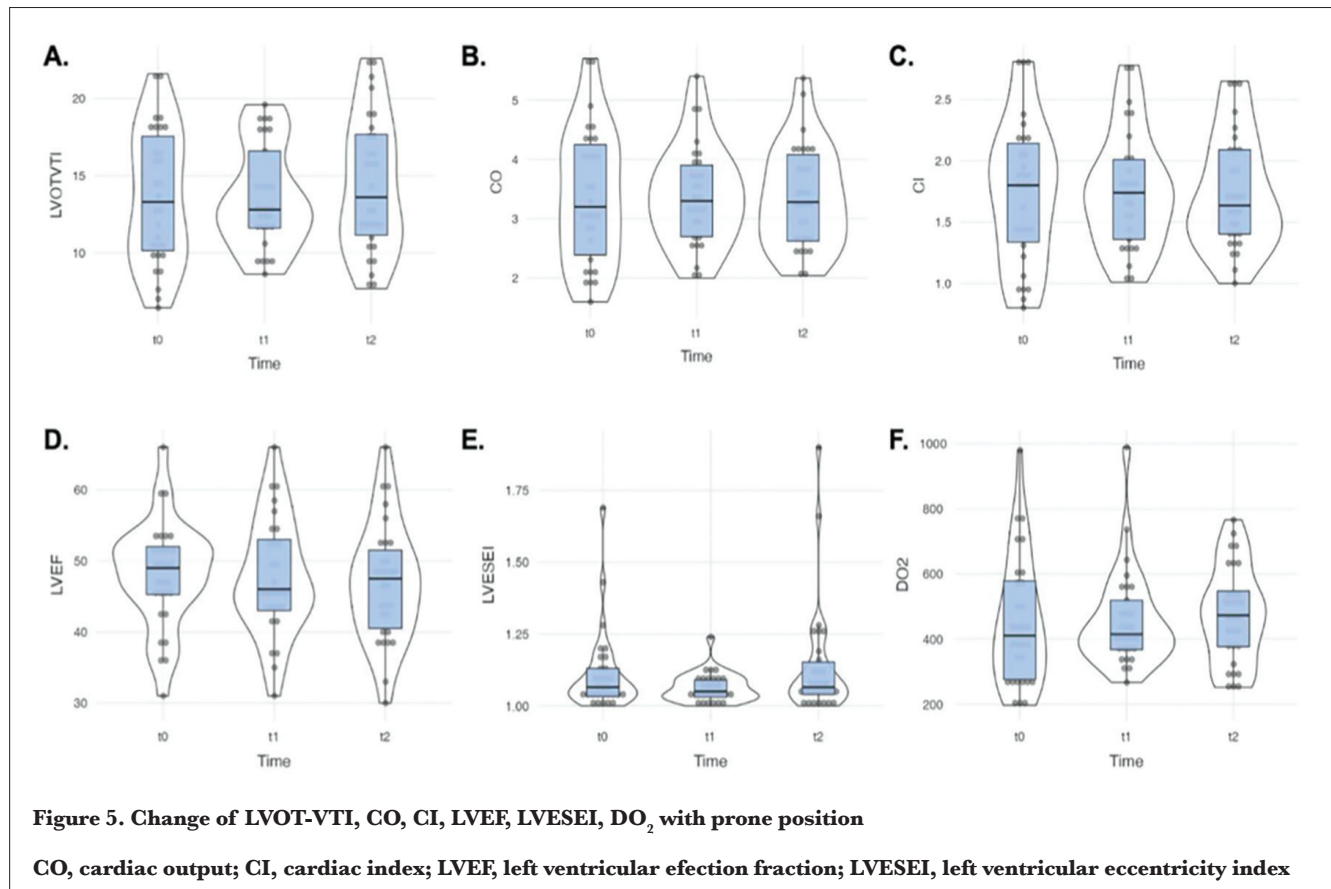 A.
B.
C.
20
15
10
LVOTVTI
t0
t1
t2
Time
5
4
3
2
CO
t0
t1
t2
Time
2.5
2.0
1.5
1.0
CI
t0
t1
t2
Time
D.
E.
F.
60
50
40
30
LVEF
t0
t1
t2
Time
1.75
1.50
1.25
1.00
LVESEI
t0
t1
t2
Time
1000
800
600
400
200
DO2
t0
t1
t2
Time
Figure 5. Change of LVOT-VTI, CO, CI, LVEF, LVESEI, DO₂ with prone position
CO, cardiac output; CI, cardiac index; LVEF, left ventricular efection fraction; LVESEI, left ventricular eccentricity index